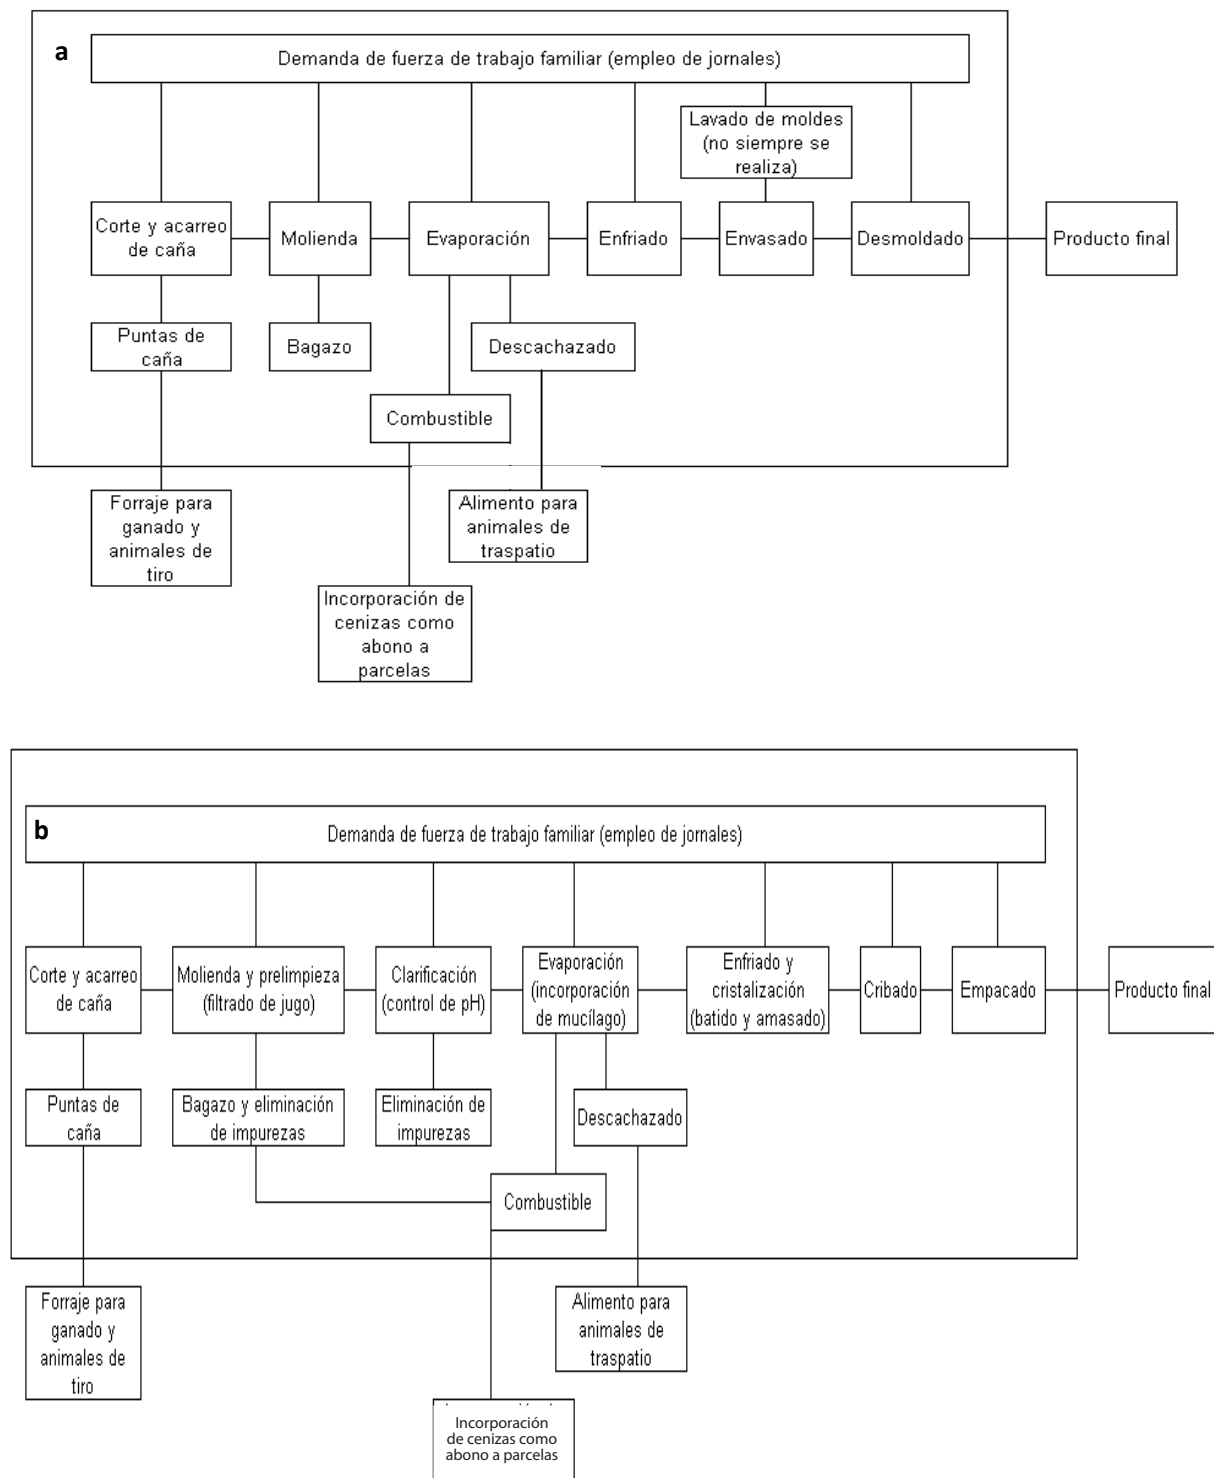 a
Demanda de fuerza de trabajo familiar (empleo de jornales)
Lavado de moldes
(no siempre se
realiza)
Corte y acarreo
de caña
Molienda
Evaporación
Enfriado
Envasado
Desmoldado
Producto final
Puntas de
caña
Bagazo
Descachazado
Combustible
Forraje para
ganado y
animales de
tiro
Alimento para
animales de
traspatio
Incorporación de
cenizas como
abono a
parcelas
b
Demanda de fuerza de trabajo familiar (empleo de jornales)
Corte y acarreo
de caña
Molienda y prelimpieza
(filtrado de jugo)
Clarificación
(control de pH)
Evaporación
(incorporación
de mucílago)
Enfriado y
cristalización
(batido y amasado)
Cribado
Empacado
Producto final
Puntas de
caña
Bagazo y eliminación
de impurezas
Eliminación de
impurezas
Descachazado
Combustible
Forraje para
ganado y
animales de
tiro
Alimento para
animales de
traspatio
Incorporación
de cenizas como
abono a parcelas